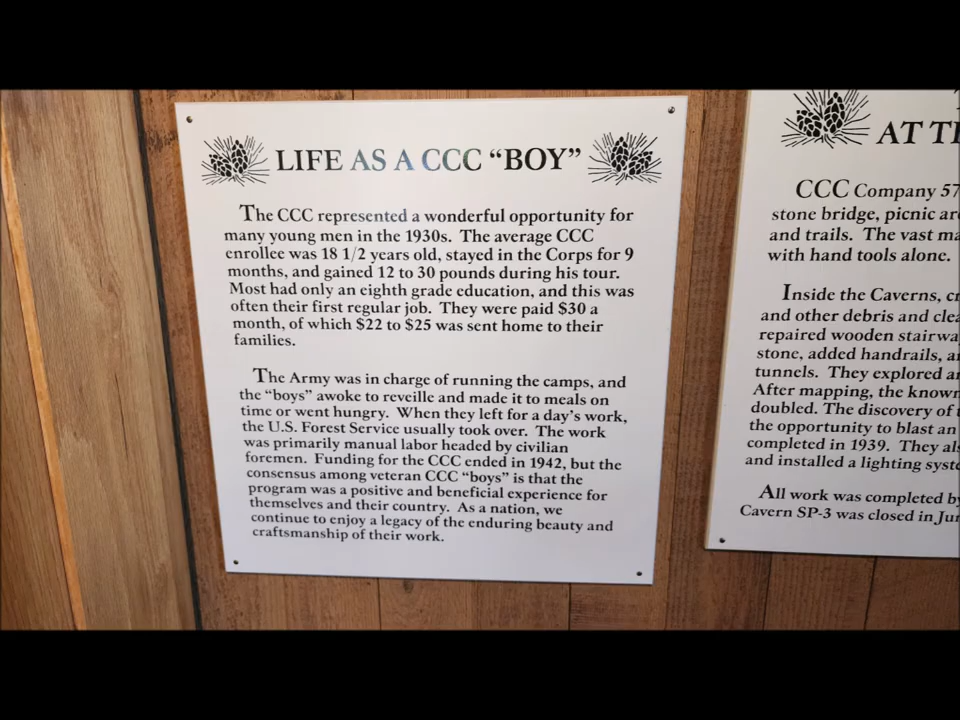 LIFE AS A CCC “BOY”
The CCC represented a wonderful opportunity for
many young men in the 1930s. The average CCC
enrollee was 18 1/2 years old, stayed in the Corps for 9
months, and gained 12 to 30 pounds during his tour.
Most had only an eighth grade education, and this was
often their first regular job. They were paid $30 a
month, of which $22 to $25 was sent home to their
families.
The Army was in charge of running the camps, and
the “boys” awoke to reveille and made it to meals on
time or went hungry. When they left for a day’s work,
the U.S. Forest Service usually took over. The work
was primarily manual labor headed by civilian
foremen. Funding for the CCC ended in 1942, but the
consensus among veteran CCC “boys” is that the
program was a positive and beneficial experience for
themselves and their country. As a nation, we
continue to enjoy a legacy of the enduring beauty and
craftsmanship of their work.
AT
CCC Company
stone bridge, picnic
and trails. The vast
with hand tools alone.
Inside the Caverns,
and other debris and
repaired wooden
stone, added handrails,
tunnels. They explored
After mapping, the known
doubled. The discovery of
the opportunity to blast an
completed in 1939. They
and installed a lighting
All work was completed by
Cavern SP-3 was closed in